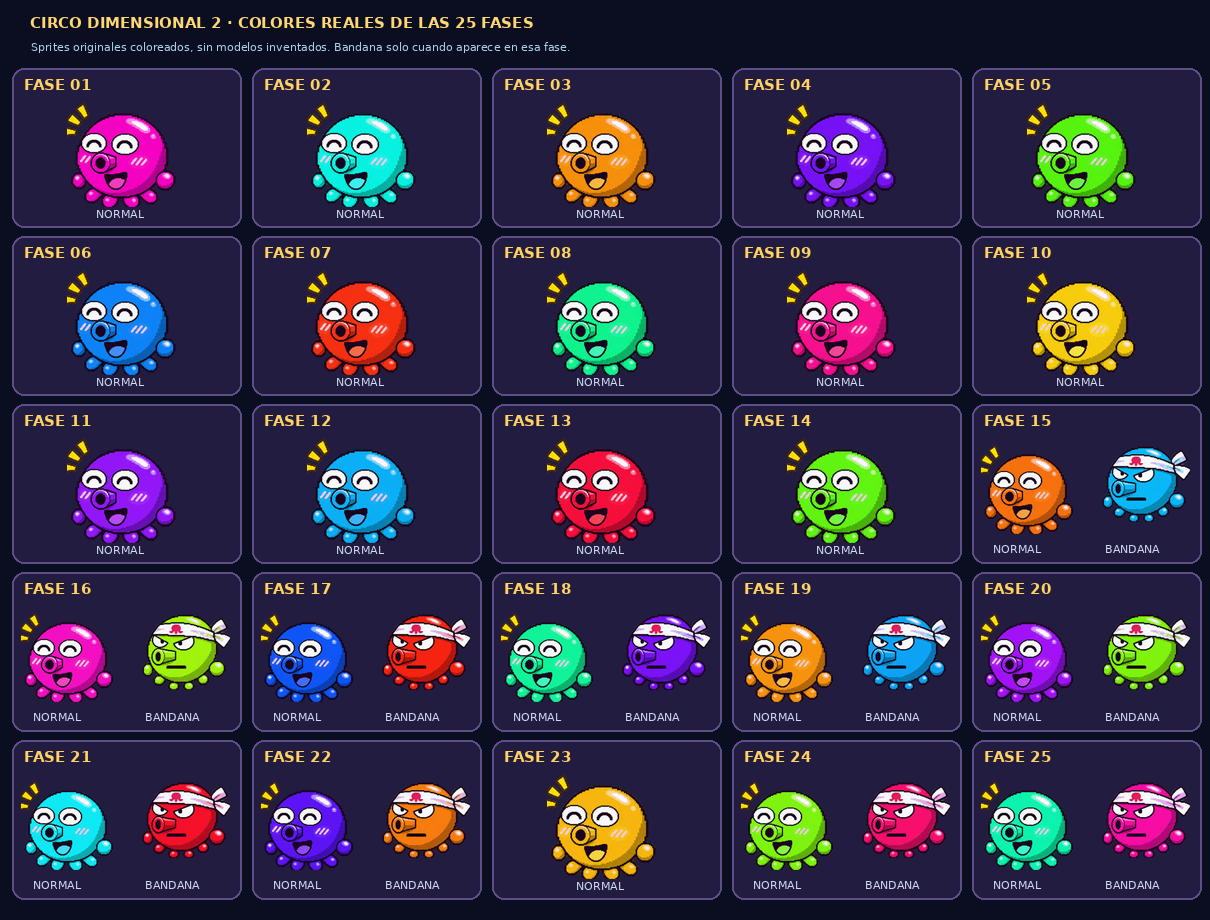 CIRCO DIMENSIONAL 2 · COLORES REALES DE LAS 25 FASES
Sprites originales coloreados, sin modelos inventados. Bandana solo cuando aparece en esa fase.
FASE 01
NORMAL
FASE 02
NORMAL
FASE 03
NORMAL
FASE 04
NORMAL
FASE 05
NORMAL
FASE 06
NORMAL
FASE 07
NORMAL
FASE 08
NORMAL
FASE 09
NORMAL
FASE 10
NORMAL
FASE 11
NORMAL
FASE 12
NORMAL
FASE 13
NORMAL
FASE 14
NORMAL
FASE 15
NORMAL BANDANA
FASE 16
NORMAL BANDANA
FASE 17
NORMAL BANDANA
FASE 18
NORMAL BANDANA
FASE 19
NORMAL BANDANA
FASE 20
NORMAL BANDANA
FASE 21
NORMAL BANDANA
FASE 22
NORMAL BANDANA
FASE 23
NORMAL
FASE 24
NORMAL BANDANA
FASE 25
NORMAL BANDANA